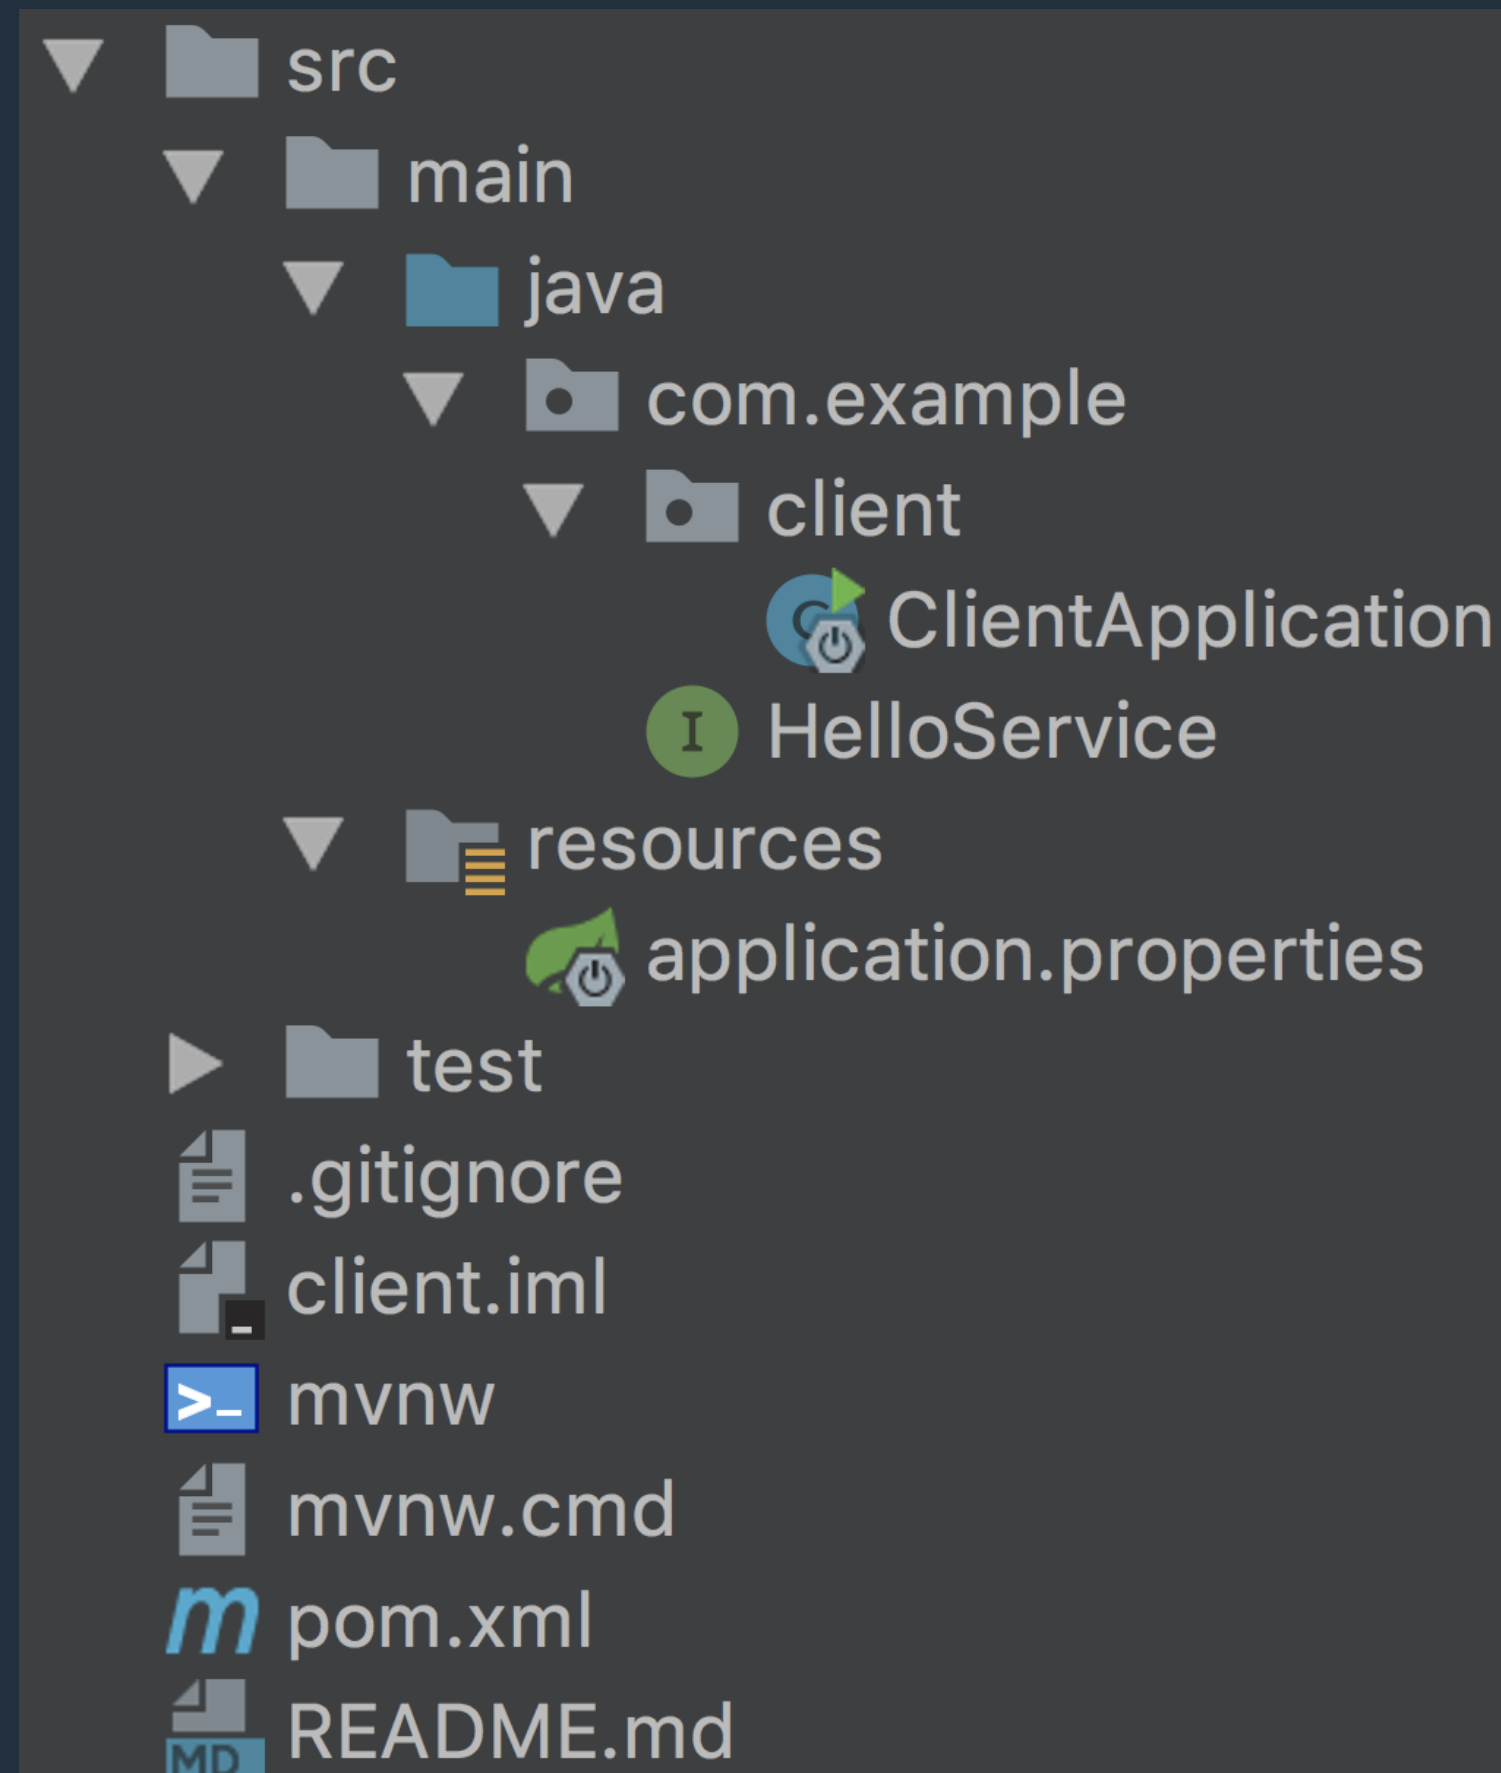 src
main
java
com.example
client
ClientApplication
HelloService
resources
application.properties
test
.gitignore
client.iml
mvnw
mvnw.cmd
pom.xml
README.md